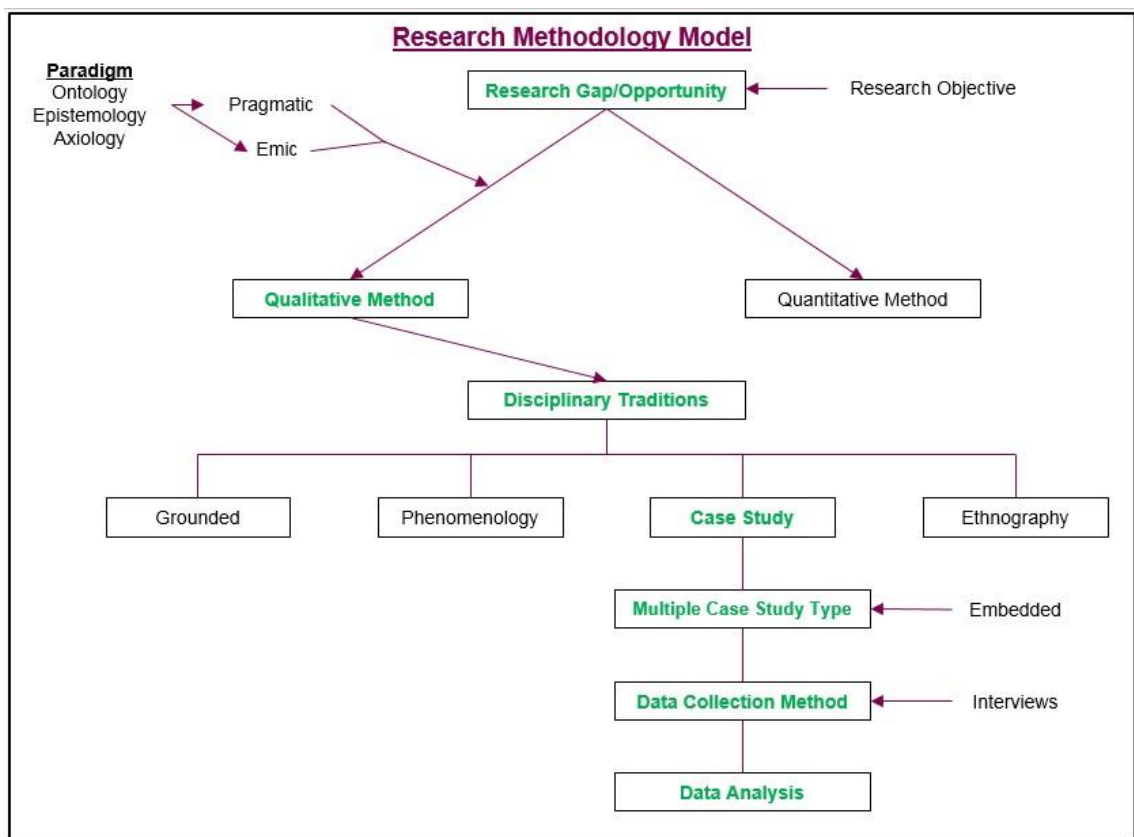 Research Methodology Model
Paradigm
Ontology
Epistemology
Axiology
Pragmatic
Emic
Research Gap/Opportunity
Research Objective
Qualitative Method
Quantitative Method
Disciplinary Traditions
Grounded
Phenomenology
Case Study
Ethnography
Multiple Case Study Type
Embedded
Data Collection Method
Interviews
Data Analysis